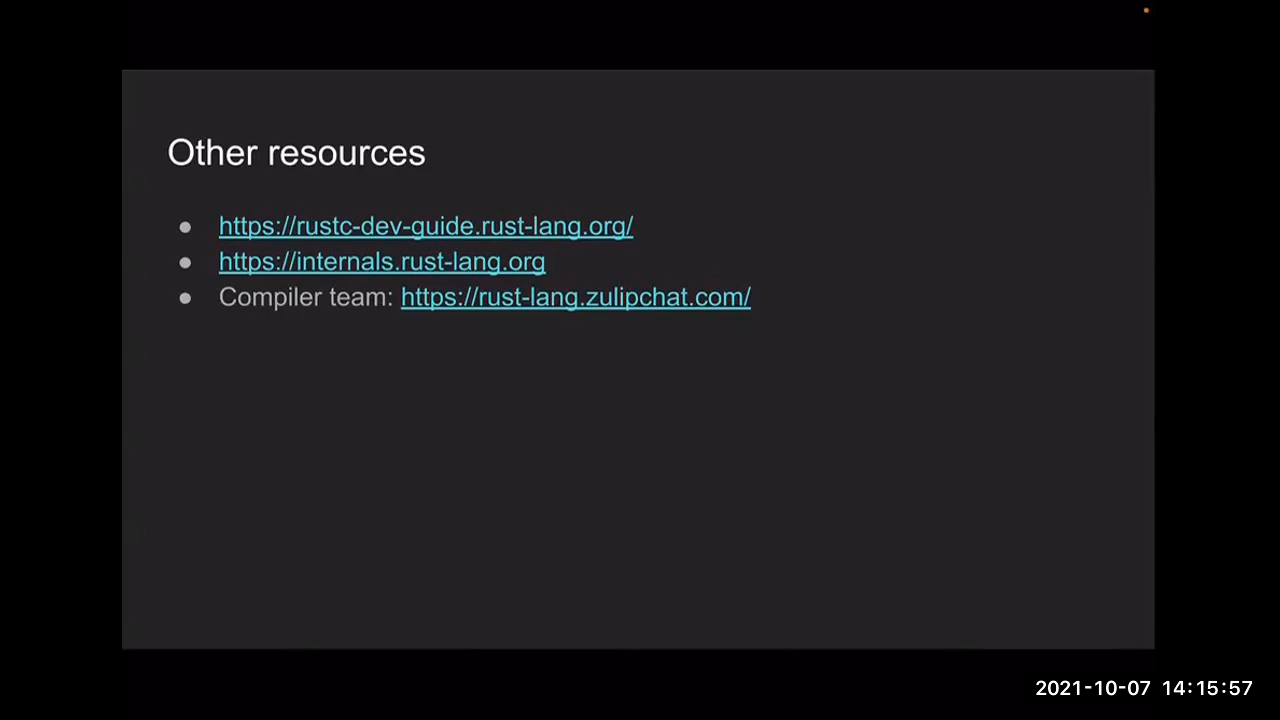 Other resources
https://rustc-dev-guide.rust-lang.org/
https://internals.rust-lang.org
Compiler team: https://rust-lang.zulipchat.com/
2021-10-07 14:15:57